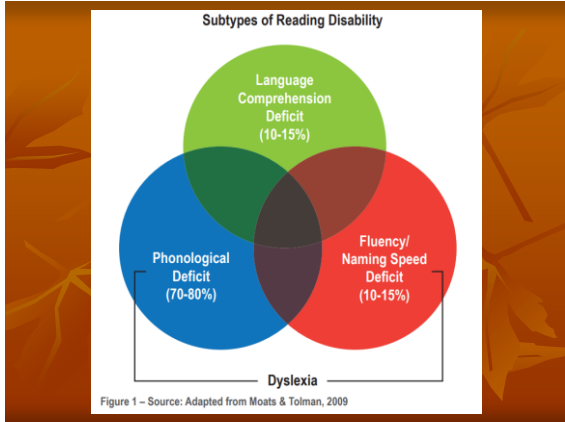 Subtypes of Reading Disability
Language
Comprehension
Deficit
(10-15%)
Phonological
Deficit
(70-80%)
Fluency/
Naming Speed
Deficit
(10-15%)
Dyslexia
Figure 1 – Source: Adapted from Moats & Tolman, 2009